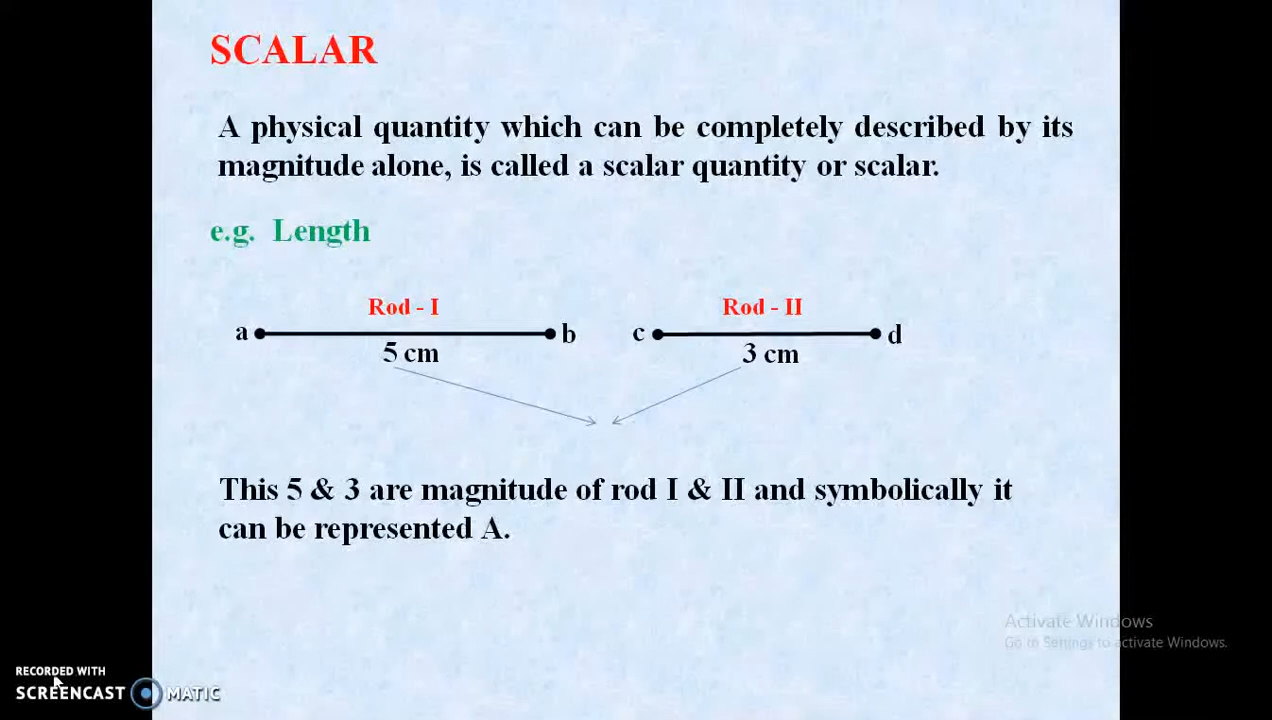 SCALAR
A physical quantity which can be completely described by its
magnitude alone, is called a scalar quantity or scalar.
e.g. Length
Rod - I
Rod - II
a
b
c
d
5 cm
3 cm
This 5 & 3 are magnitude of rod I & II and symbolically it
can be represented A.
Activate Windows
Go to Settings to activate Windows.
RECORDED WITH
SCREENCAST MATIC